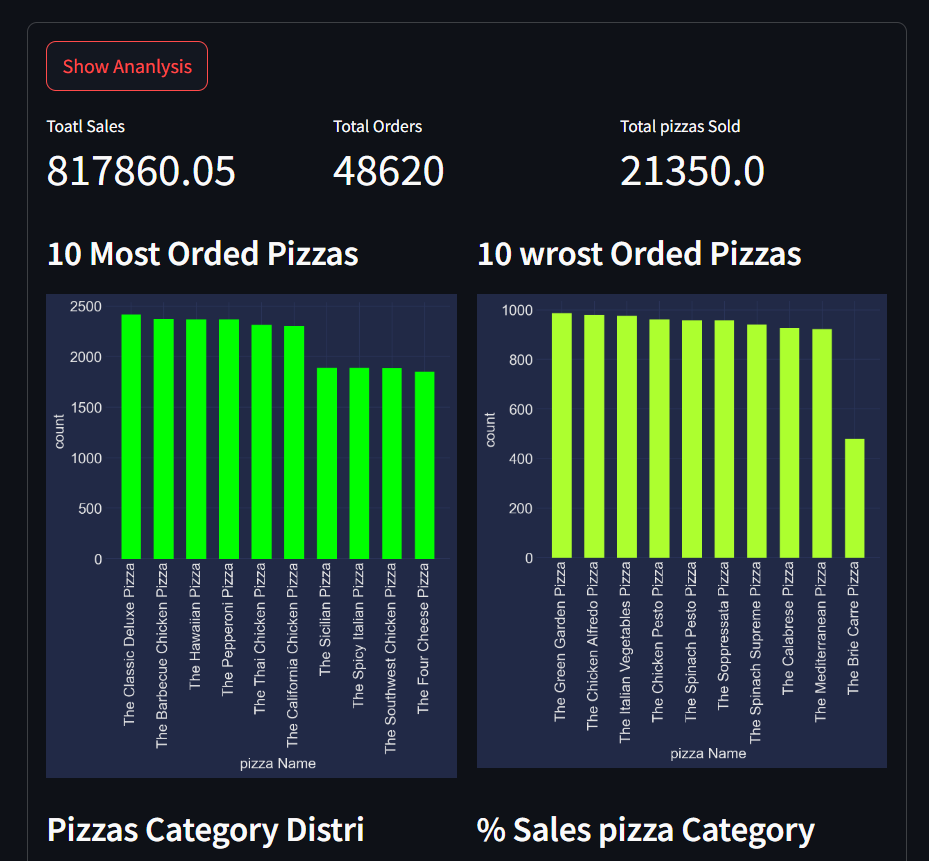 Show Ananlysis
Toatl Sales
Total Orders
Total pizzas Sold
817860.05
48620
21350.0
10 Most Orded Pizzas
2500
2000
1500
1000
500
0
count
The Classic Deluxe Pizza
The Barbecue Chicken Pizza
The Hawaiian Pizza
The Pepperoni Pizza
The Thai Chicken Pizza
The California Chicken Pizza
The Sicilian Pizza
The Spicy Italian Pizza
The Southwest Chicken Pizza
The Four Cheese Pizza
pizza Name
10 wrost Orded Pizzas
1000
800
600
400
200
0
count
The Green Garden Pizza
The Chicken Alfredo Pizza
The Italian Vegetables Pizza
The Chicken Pesto Pizza
The Spinach Pesto Pizza
The Soppressata Pizza
The Spinach Supreme Pizza
The Calabrese Pizza
The Mediterranean Pizza
The Brie Carre Pizza
pizza Name
Pizzas Category Distri
% Sales pizza Category